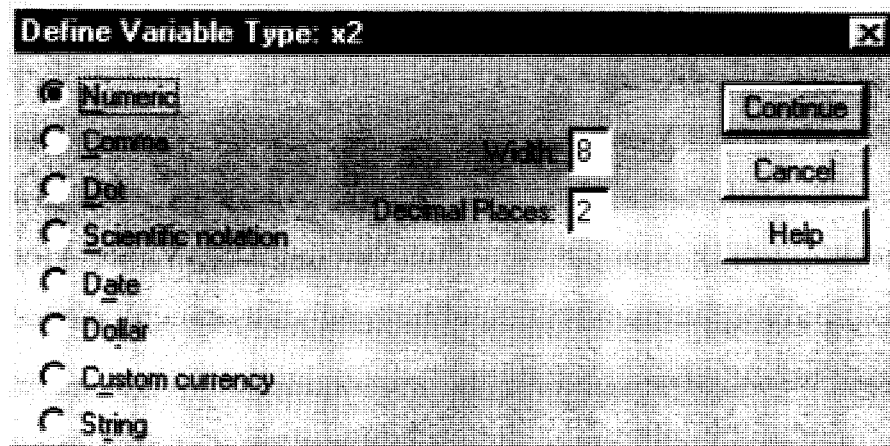 Define Variable Type: x2
Numeric
Comma
Dot
Scientific notation
Date
Dollar
Custom currency
String
Width: 8
Decimal Places: 2
Continue
Cancel
Help